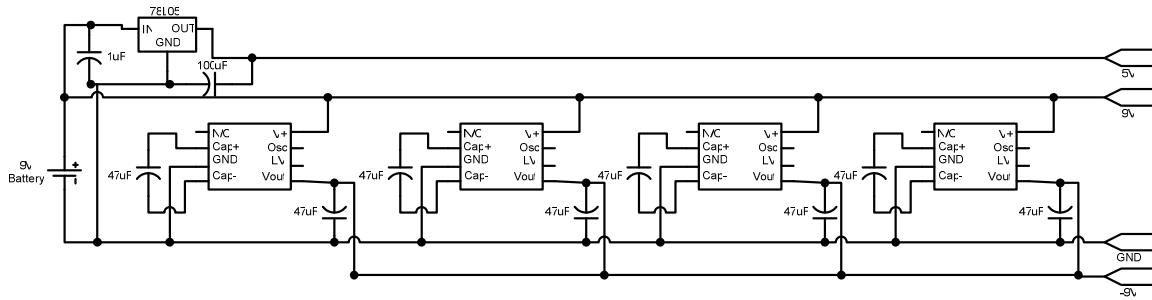 78L05
IN OUT
GND
1uF
100uF
5V
9V
9V
Battery
+
-
47uF
N/C V+
Cap+ Osc
GND LV
Cap- Vout
47uF
47uF
N/C V+
Cap+ Osc
GND LV
Cap- Vout
47uF
47uF
N/C V+
Cap+ Osc
GND LV
Cap- Vout
47uF
47uF
N/C V+
Cap+ Osc
GND LV
Cap- Vout
47uF
GND
-9V